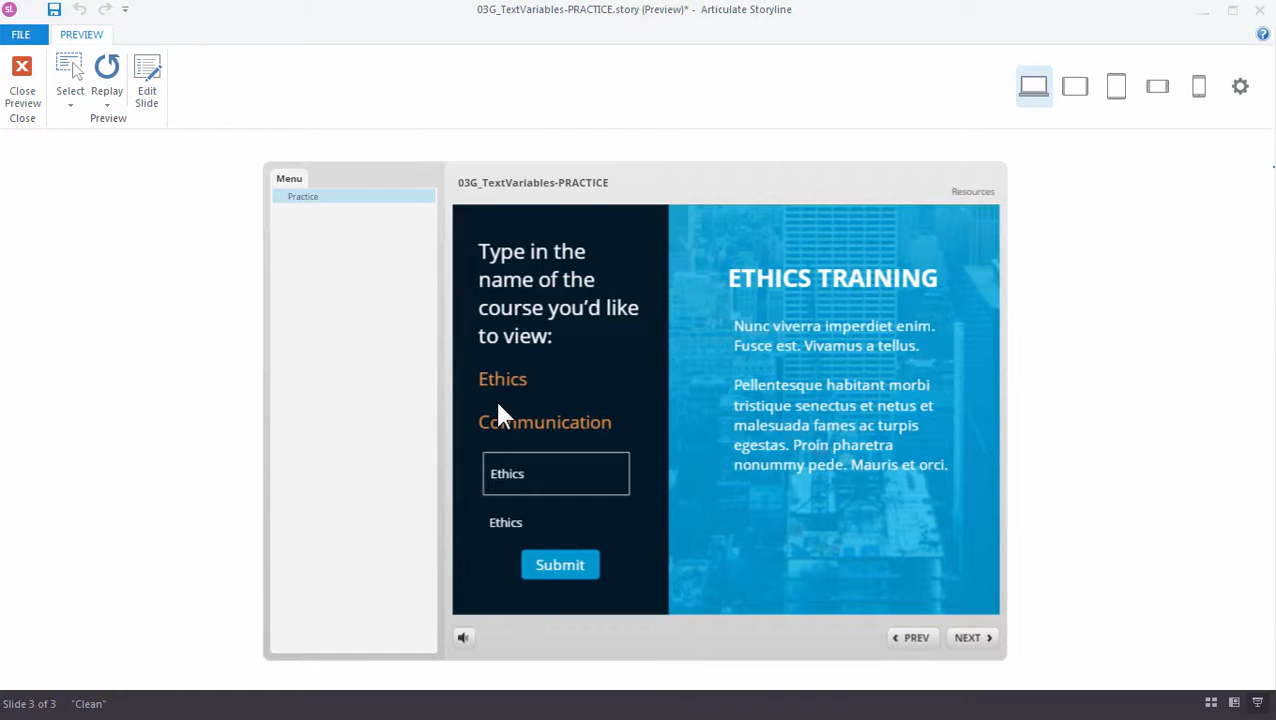 SL
03G_TextVariables-PRACTICE.story (Preview)* - Articulate Storyline
FILE
PREVIEW
Close
Preview
Select
Replay
Edit
Slide
Close
Preview
Menu
Practice
03G_TextVariables-PRACTICE
Resources
Type in the
name of the
course you'd like
to view:
Ethics
Communication
Ethics
Ethics
Submit
ETHICS TRAINING
Nunc viverra imperdiet enim.
Fusce est. Vivamus a tellus.
Pellentesque habitant morbi
tristique senectus et netus et
malesuada fames ac turpis
egestas. Proin pharetra
nonummy pede. Mauris et orci.
PREV
NEXT
Slide 3 of 3 "Clean"